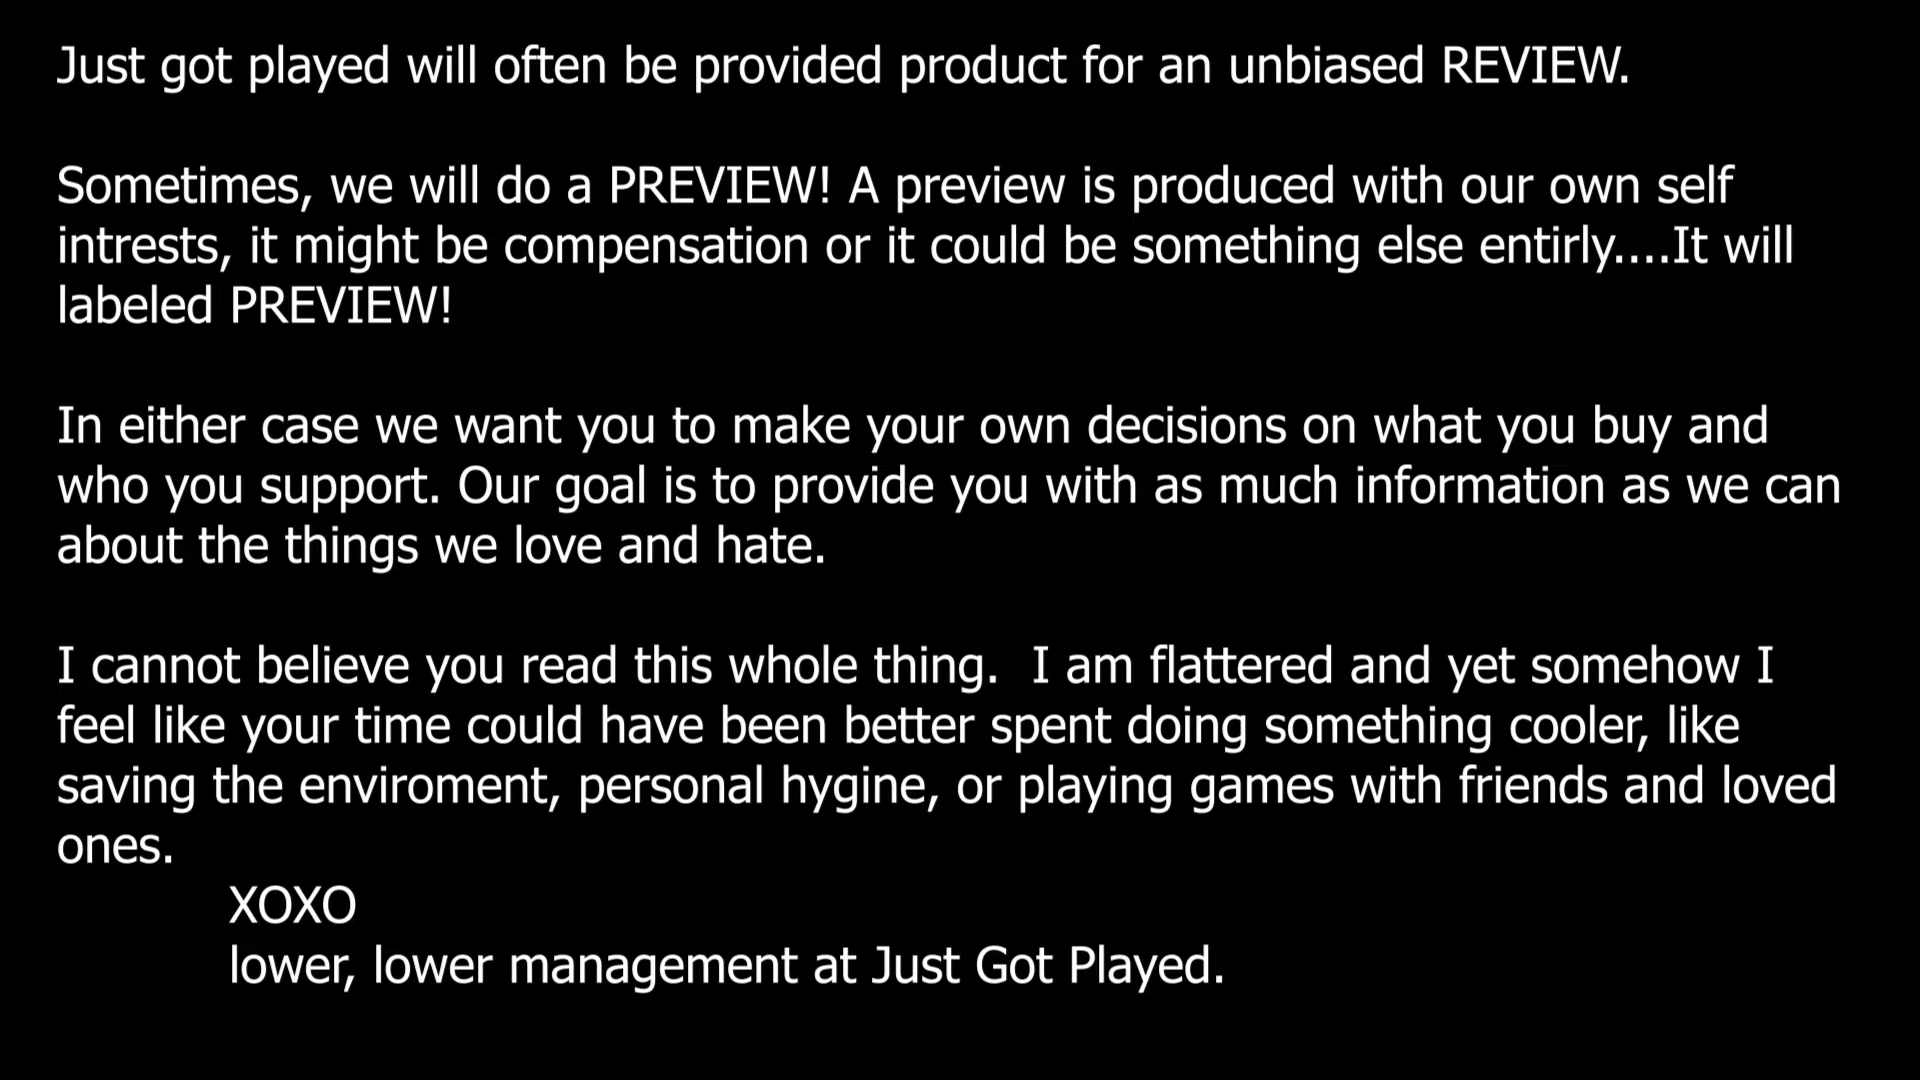 Just got played will often be provided product for an unbiased REVIEW.
Sometimes, we will do a PREVIEW! A preview is produced with our own self
intrests, it might be compensation or it could be something else entirly....It will
labeled PREVIEW!
In either case we want you to make your own decisions on what you buy and
who you support. Our goal is to provide you with as much information as we can
about the things we love and hate.
I cannot believe you read this whole thing.  I am flattered and yet somehow I
feel like your time could have been better spent doing something cooler, like
saving the enviroment, personal hygine, or playing games with friends and loved
ones.
XOXO
lower, lower management at Just Got Played.